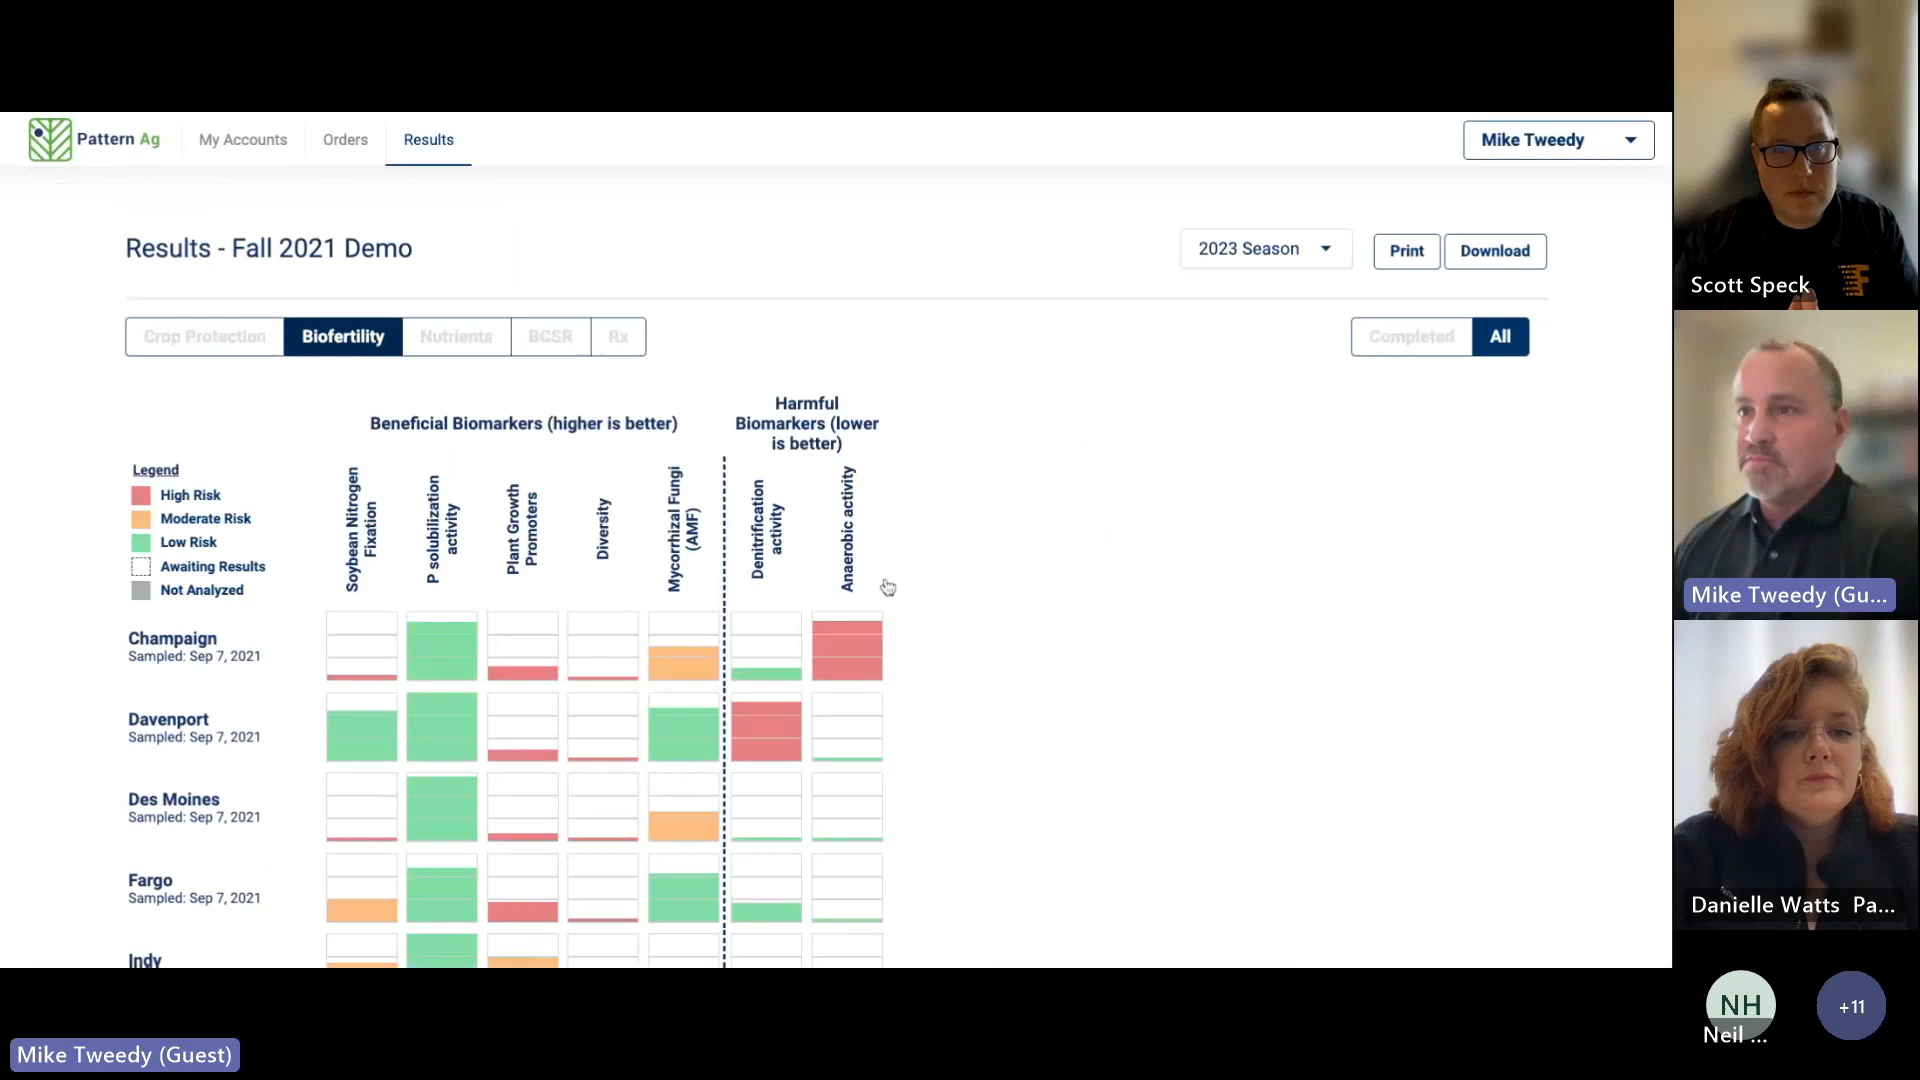 Pattern Ag
My Accounts
Orders
Results
Mike Tweedy
Results - Fall 2021 Demo
2023 Season
Print
Download
Crop Protection
Biofertility
Nutrients
BCSR
Rx
Completed
All
Beneficial Biomarkers (higher is better)
Harmful
Biomarkers (lower
is better)
Legend
High Risk
Moderate Risk
Low Risk
Awaiting Results
Not Analyzed
Soybean Nitrogen
Fixation
P solubilization
activity
Plant Growth
Promoters
Diversity
Mycorrhizal Fungi
(AMF)
Denitrification
activity
Anaerobic activity
Champaign
Sampled: Sep 7, 2021
Davenport
Sampled: Sep 7, 2021
Des Moines
Sampled: Sep 7, 2021
Fargo
Sampled: Sep 7, 2021
Indy
Scott Speck
Mike Tweedy (Gu...
Danielle Watts Pa...
NH
Neil ...
+11
Mike Tweedy (Guest)